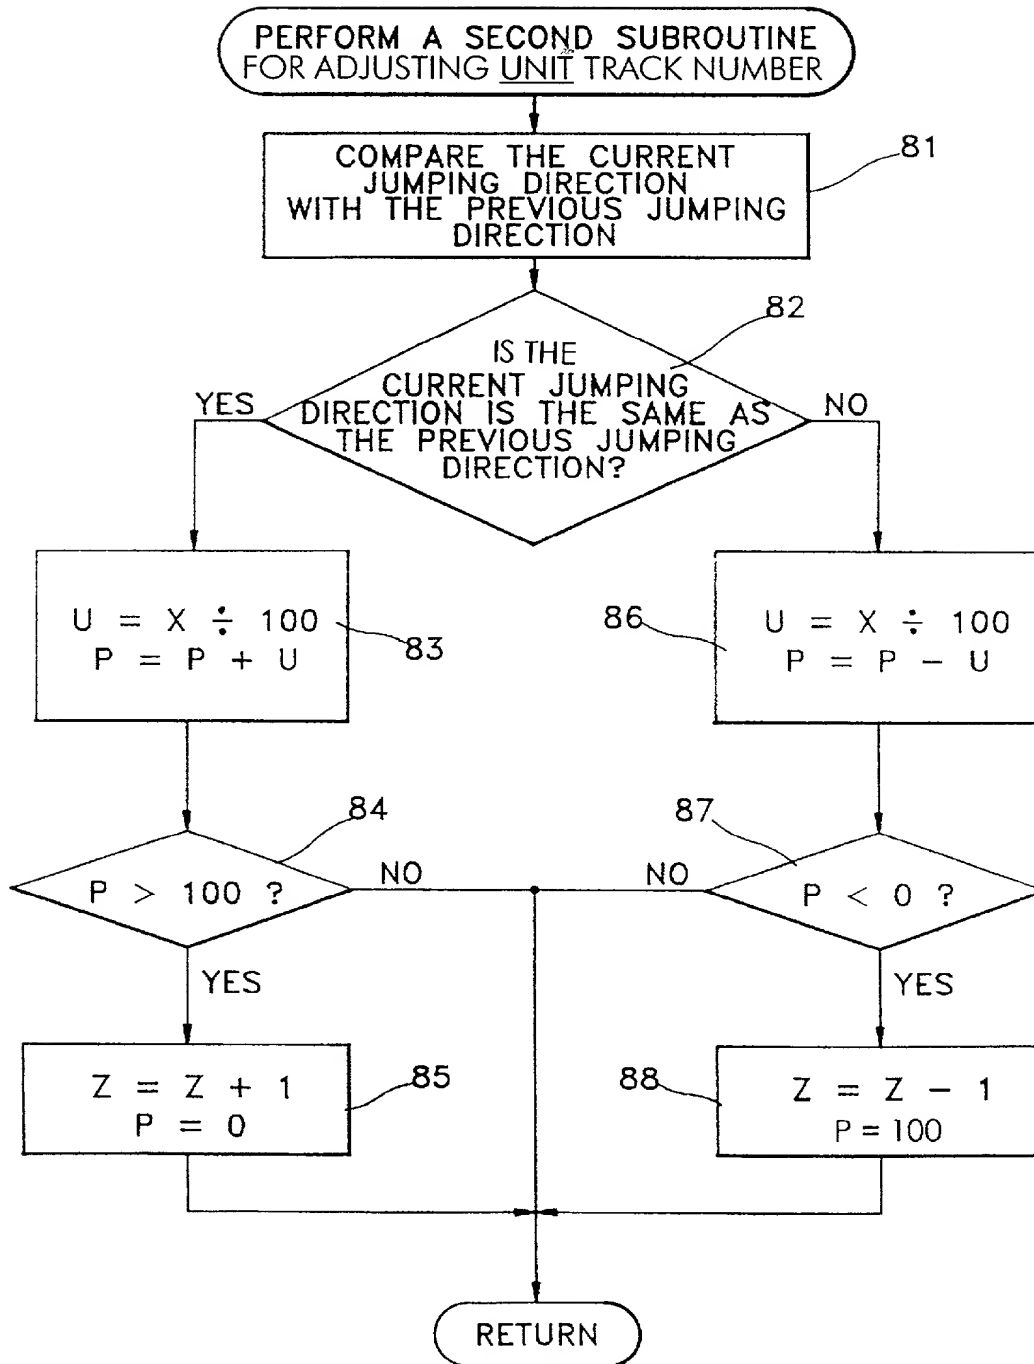 PERFORM A SECOND SUBROUTINE
FOR ADJUSTING UNIT TRACK NUMBER
COMPARE THE CURRENT
JUMPING DIRECTION
WITH THE PREVIOUS JUMPING
DIRECTION
81
82
IS THE
CURRENT JUMPING
DIRECTION IS THE SAME AS
THE PREVIOUS JUMPING
DIRECTION?
YES
NO
U = X ÷ 100
P = P + U
83
86
U = X ÷ 100
P = P - U
84
P > 100 ?
NO
YES
87
P < 0 ?
NO
YES
Z = Z + 1
P = 0
85
88
Z = Z - 1
P = 100
RETURN